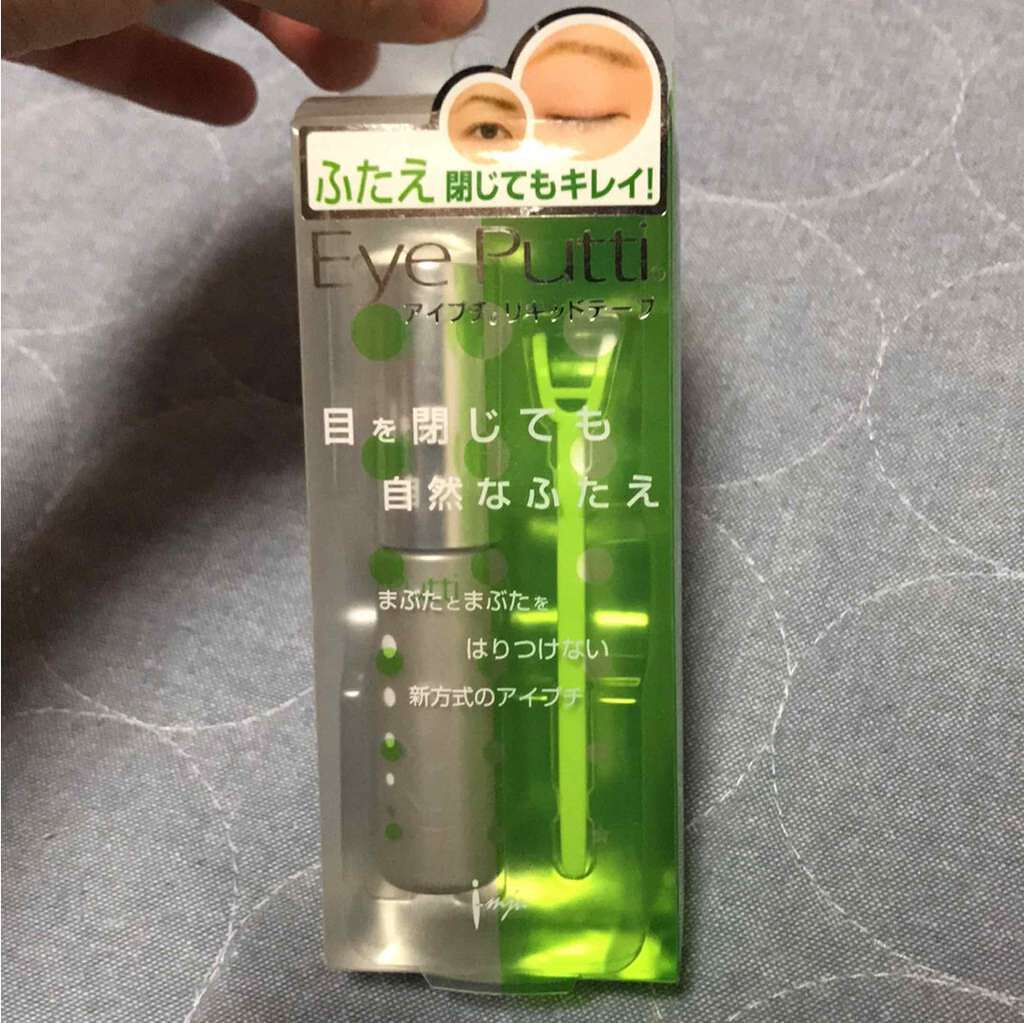 ふたえ 閉じてもキレイ!
Eye Putti
アイプチ® リキッドテープ
目を閉じても
自然なふたえ
utti
まぶたとまぶたを
はりつけない
新方式のアイプチ
imju